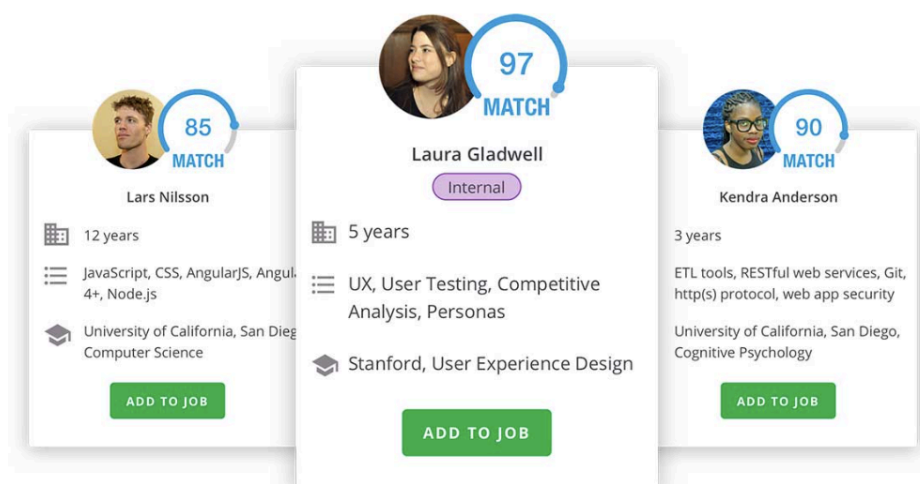 85
MATCH
Lars Nilsson
12 years
JavaScript, CSS, AngularJS,
4+, Node.js
University of California, San
Computer Science
ADD TO JOB
97
MATCH
Laura Gladwell
Internal
5 years
UX, User Testing, Competitive
Analysis, Personas
Stanford, User Experience Design
ADD TO JOB
90
MATCH
Kendra Anderson
3 years
ETL tools, RESTful web services, Git,
http(s) protocol, web app security
University of California, San Diego,
Cognitive Psychology
ADD TO JOB